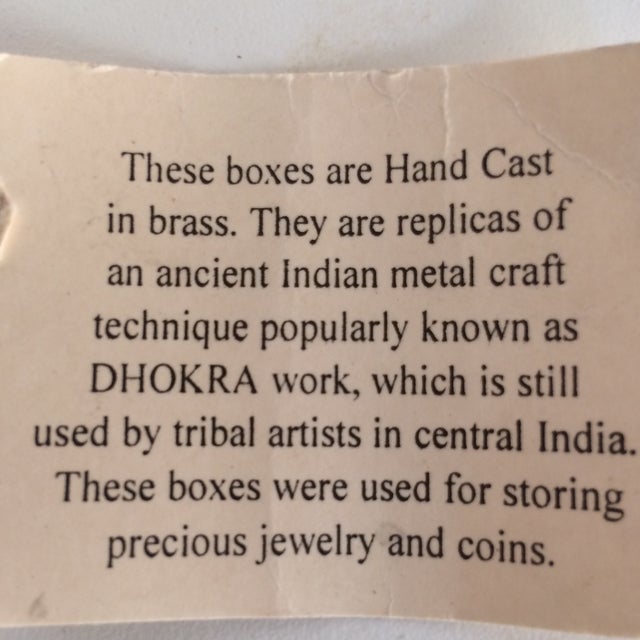 These boxes are Hand Cast
in brass. They are replicas of
an ancient Indian metal craft
technique popularly known as
DHOKRA work, which is still
used by tribal artists in central India.
These boxes were used for storing
precious jewelry and coins.